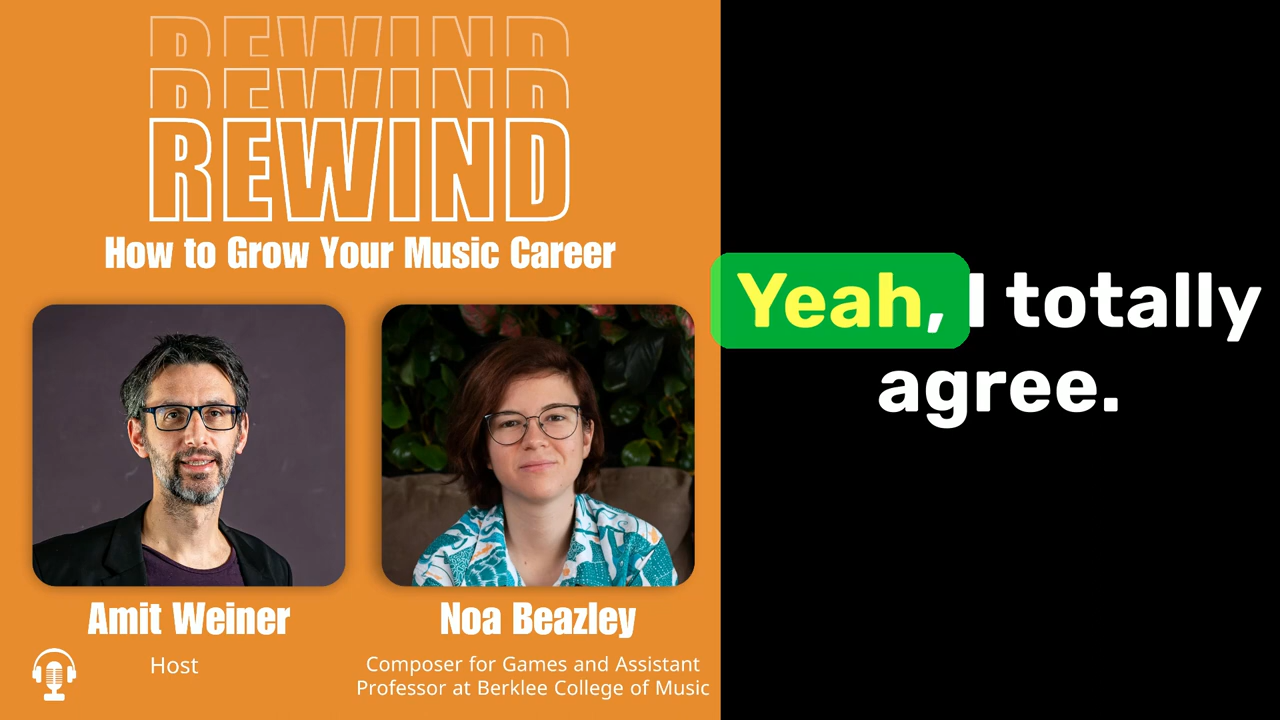 REWIND
REWIND
REWIND
How to Grow Your Music Career
Amit Weiner
Host
Noa Beazley
Composer for Games and Assistant
Professor at Berklee College of Music
Yeah, I totally
agree.